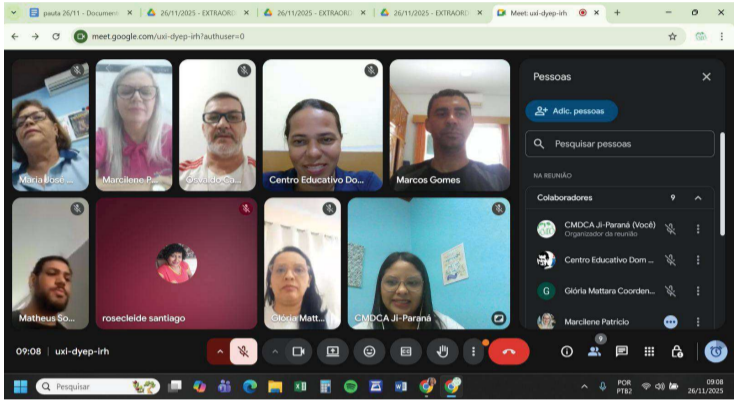 pauta 26/11 - Document
26/11/2025 - EXTRAORD
26/11/2025 - EXTRAORDI
26/11/2025 - EXTRAORDI
Meet: uxi-dyep-irh
meet.google.com/uxi-dyep-irh?authuser=0
Maria José ...
Marcilene P...
Osvaldo Ca...
Centro Educativo Do...
Marcos Gomes
Matheus So...
rosecleide santiago
Glória Matt...
CMDCA Ji-Paraná
Pessoas
Adic. pessoas
Pesquisar pessoas
NA REUNIÃO
Colaboradores 9
CMDCA Ji-Paraná (Você)
Organizador da reunião
Centro Educativo Dom ...
G
Glória Mattara Coorden...
Marcilene Patrício
09:08 | uxi-dyep-irh
9
Pesquisar
POR
PTB2
09:08
26/11/2025